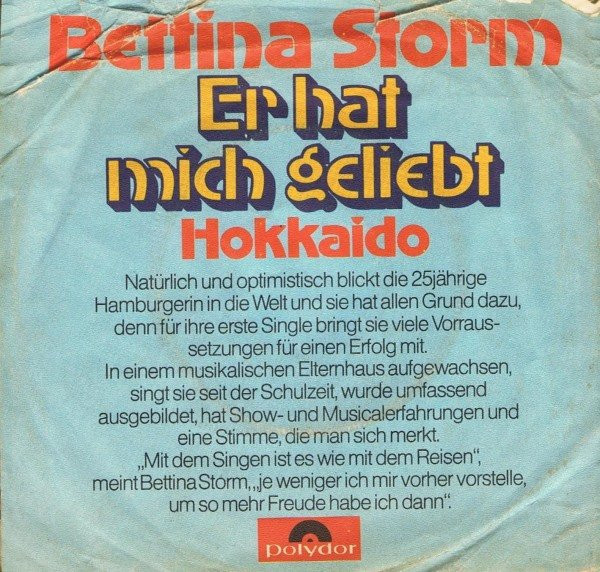 Bettina Storm
Er hat
mich geliebt
Hokkaido
Natürlich und optimistisch blickt die 25jährige
Hamburgerin in die Welt und sie hat allen Grund dazu,
denn für ihre erste Single bringt sie viele Vorraus-
setzungen für einen Erfolg mit.
In einem musikalischen Elternhaus aufgewachsen,
singt sie seit der Schulzeit, wurde umfassend
ausgebildet, hat Show- und Musicalerfahrungen und
eine Stimme, die man sich merkt.
„Mit dem Singen ist es wie mit dem Reisen“,
meint Bettina Storm, „je weniger ich mir vorher vorstelle,
um so mehr Freude habe ich dann“.
polydor